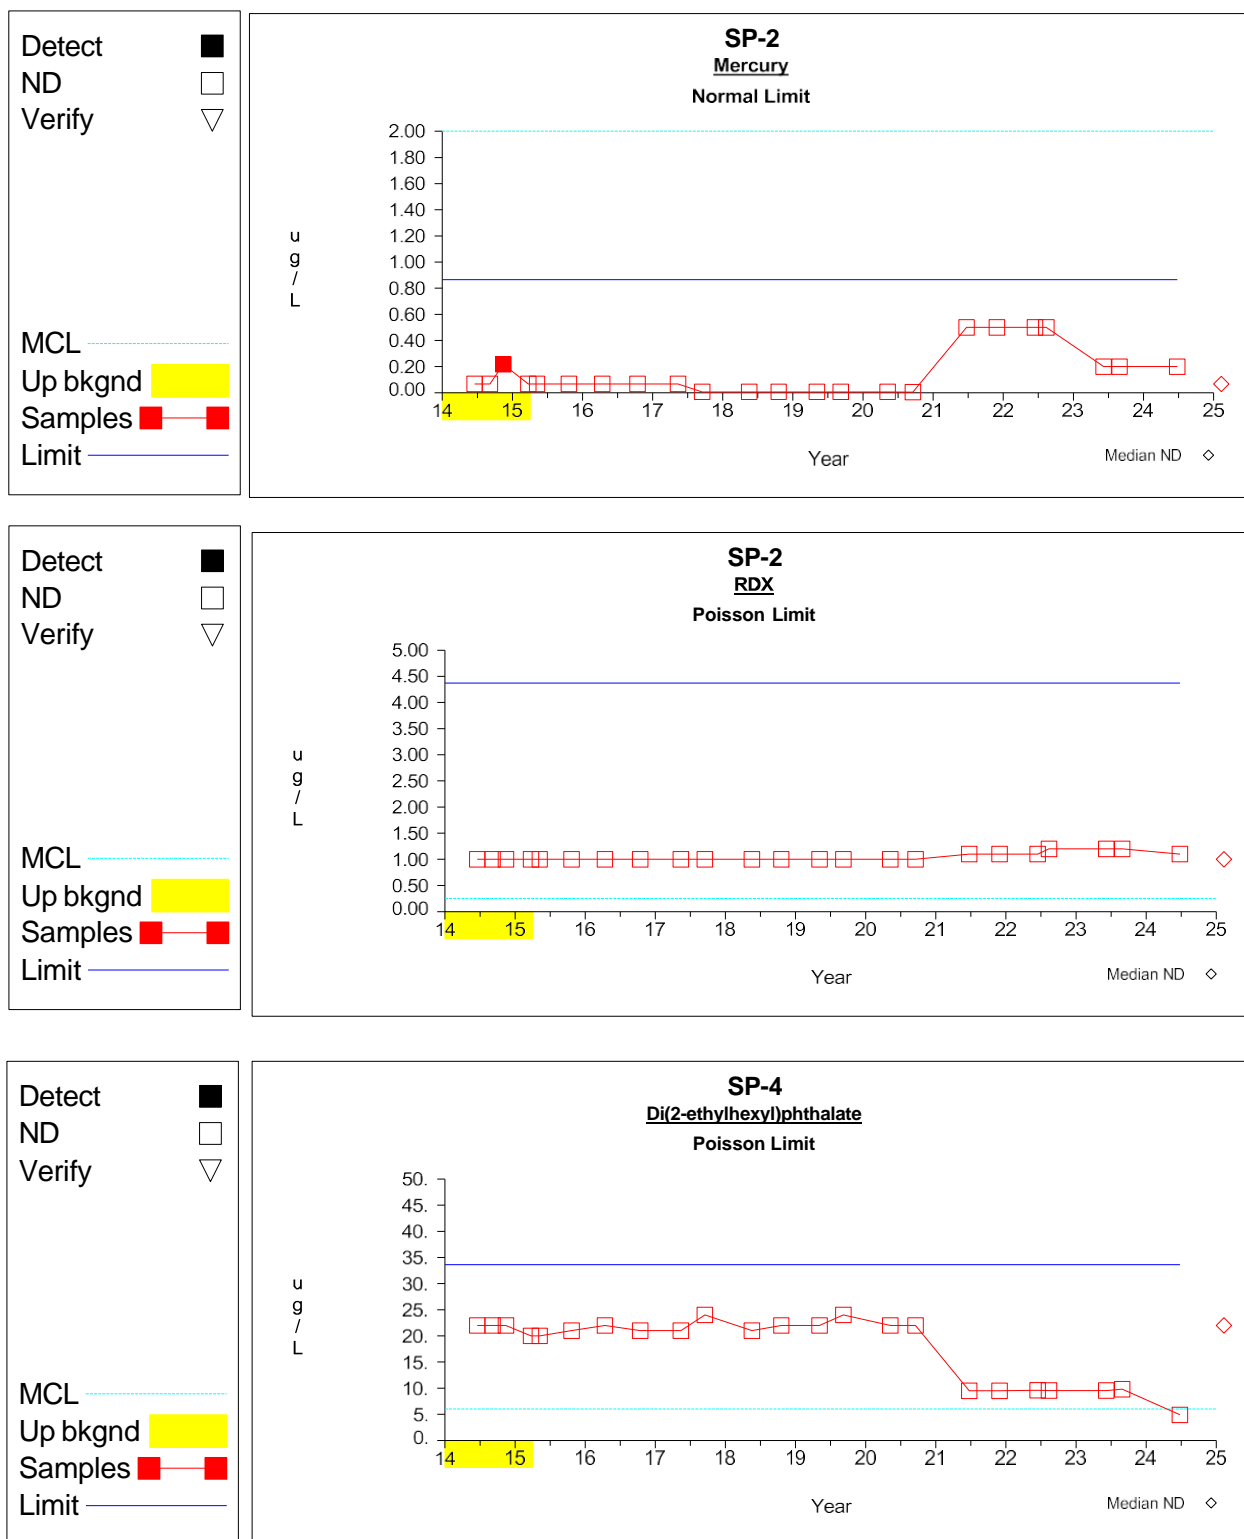 Detect
ND
Verify
MCL
Up bkgnd
Samples
Limit
SP-2
Mercury
Normal Limit
2.00
1.80
1.60
1.40
1.20
1.00
0.80
0.60
0.40
0.20
0.00
u
g
/
L
14 15 16 17 18 19 20 21 22 23 24 25
Year
Median ND
Detect
ND
Verify
MCL
Up bkgnd
Samples
Limit
SP-2
RDX
Poisson Limit
5.00
4.50
4.00
3.50
3.00
2.50
2.00
1.50
1.00
0.50
0.00
u
g
/
L
14 15 16 17 18 19 20 21 22 23 24 25
Year
Median ND
Detect
ND
Verify
MCL
Up bkgnd
Samples
Limit
SP-4
Di(2-ethylhexyl)phthalate
Poisson Limit
50.
45.
40.
35.
30.
25.
20.
15.
10.
5.
0.
u
g
/
L
14 15 16 17 18 19 20 21 22 23 24 25
Year
Median ND